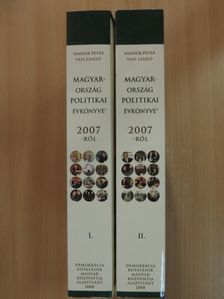 SÁNDOR PÉTER
VASS LÁSZLÓ
MAGYAR-
ORSZÁG
POLITIKAI
ÉVKÖNYVE
2007
-RŐL
I.
DEMOKRÁCIA
KUTATÁSOK
MAGYAR
KÖZPONTJA
ALAPÍTVÁNY
2008
SÁNDOR PÉTER
VASS LÁSZLÓ
MAGYAR-
ORSZÁG
POLITIKAI
ÉVKÖNYVE
2007
-RŐL
II.
DEMOKRÁCIA
KUTATÁSOK
MAGYAR
KÖZPONTJA
ALAPÍTVÁNY
2008